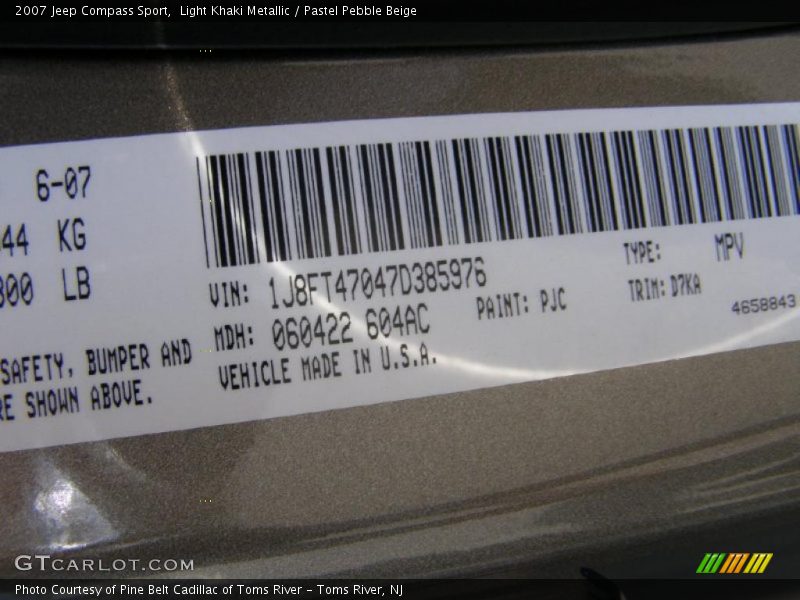 2007 Jeep Compass Sport,  Light Khaki Metallic / Pastel Pebble Beige
6-07
44 KG
300 LB
SAFETY, BUMPER AND
RE SHOWN ABOVE.
VIN: 1J8FT47047D385976
MDH: 060422 604AC
VEHICLE MADE IN U.S.A.
PAINT: PJC
TYPE: MPV
TRIM: D7KA
4658843
GTCARLOT.COM
Photo Courtesy of Pine Belt Cadillac of Toms River - Toms River, NJ